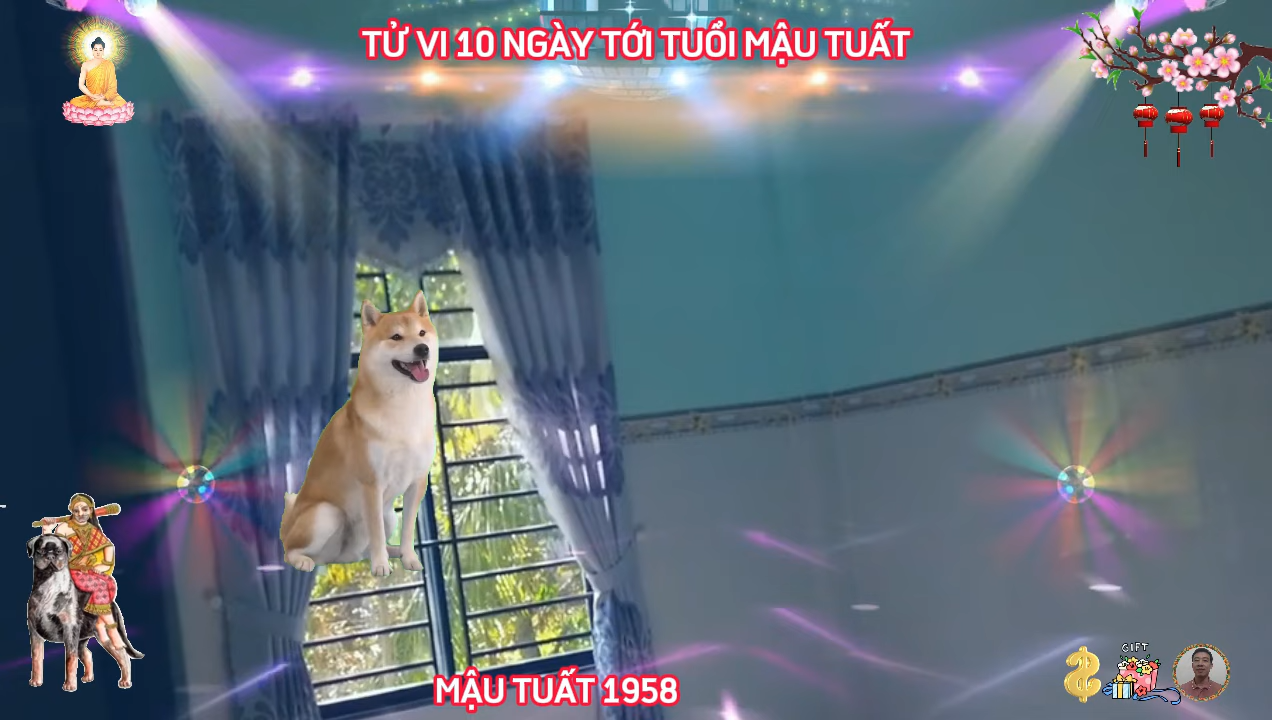 TỬ VI 10 NGÀY TỚI TUỔI MẬU TUẤT
GIFT
MẬU TUẤT 1958